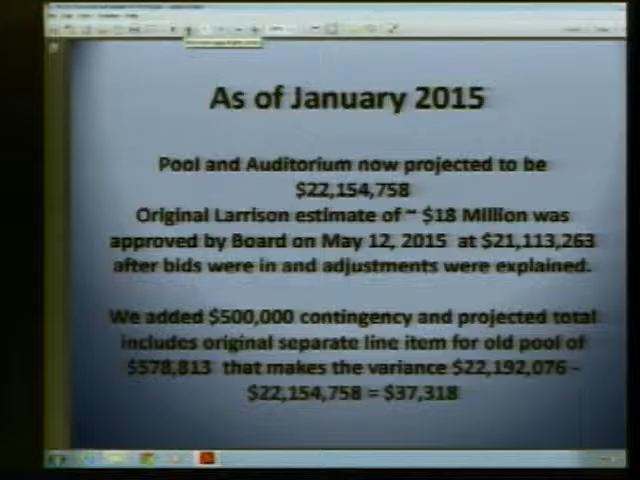 As of January 2015
Pool and Auditorium now projected to be
$22,154,758
Original Larrison estimate of ~ $18 Million was
approved by Board on May 12, 2015 at $21,113,263
after bids were in and adjustments were explained.
We added $500,000 contingency and projected total
includes original separate line item for old pool of
$578,813 that makes the variance $22,192,076 –
$22,154,758 = $37,318